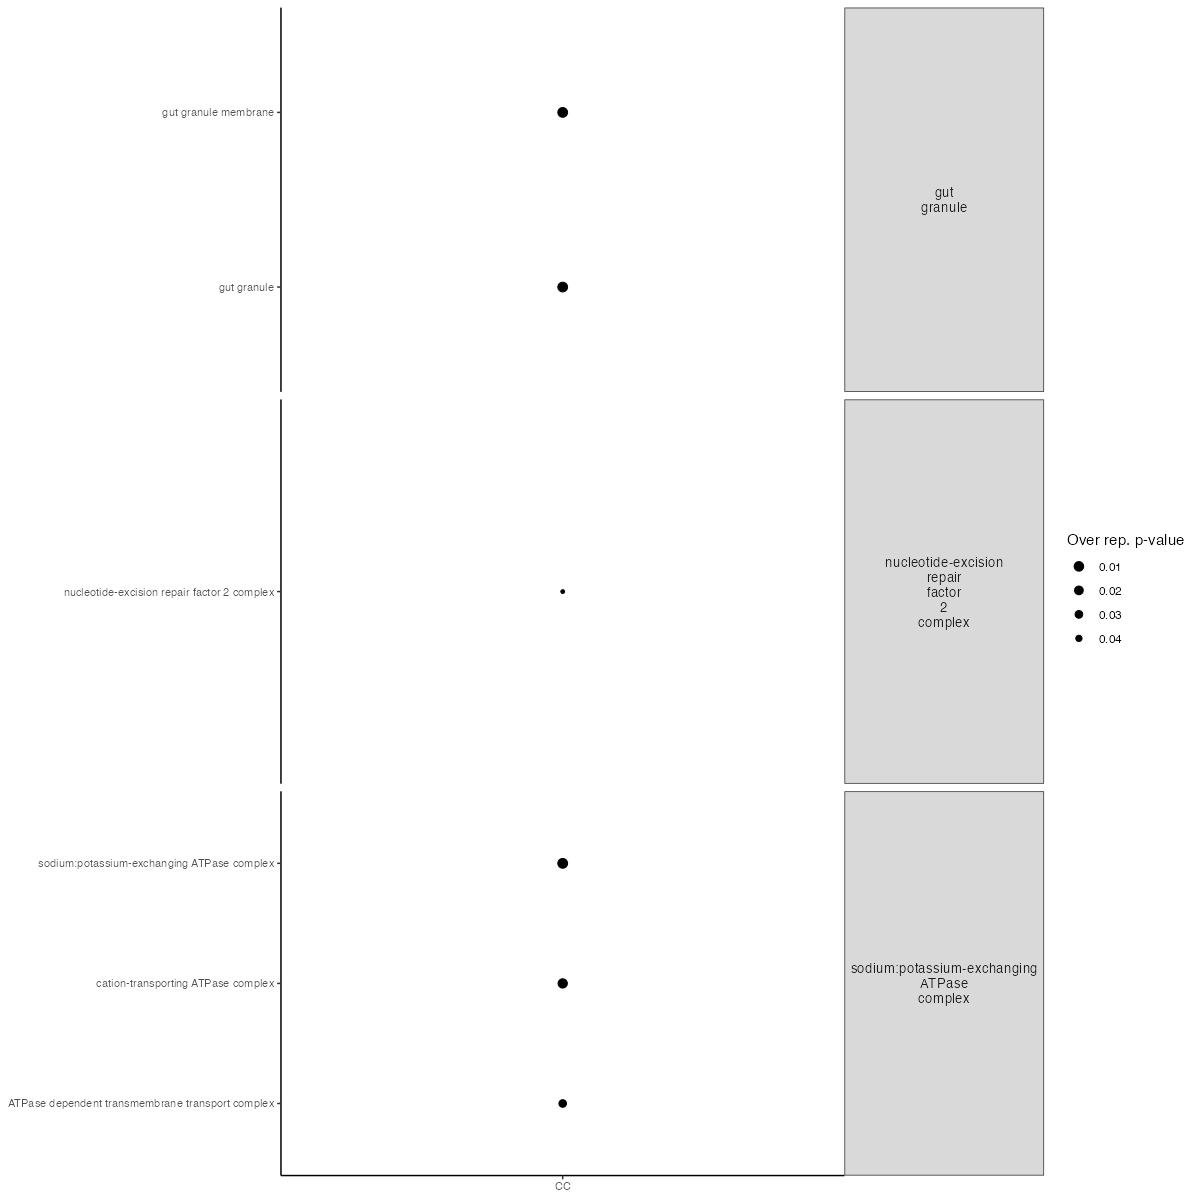 gut granule membrane
gut granule
gut
granule
nucleotide-excision repair factor 2 complex
nucleotide-excision
repair
factor
2
complex
sodium:potassium-exchanging ATPase complex
cation-transporting ATPase complex
ATPase dependent transmembrane transport complex
sodium:potassium-exchanging
ATPase
complex
CC
Over rep. p-value
0.01
0.02
0.03
0.04